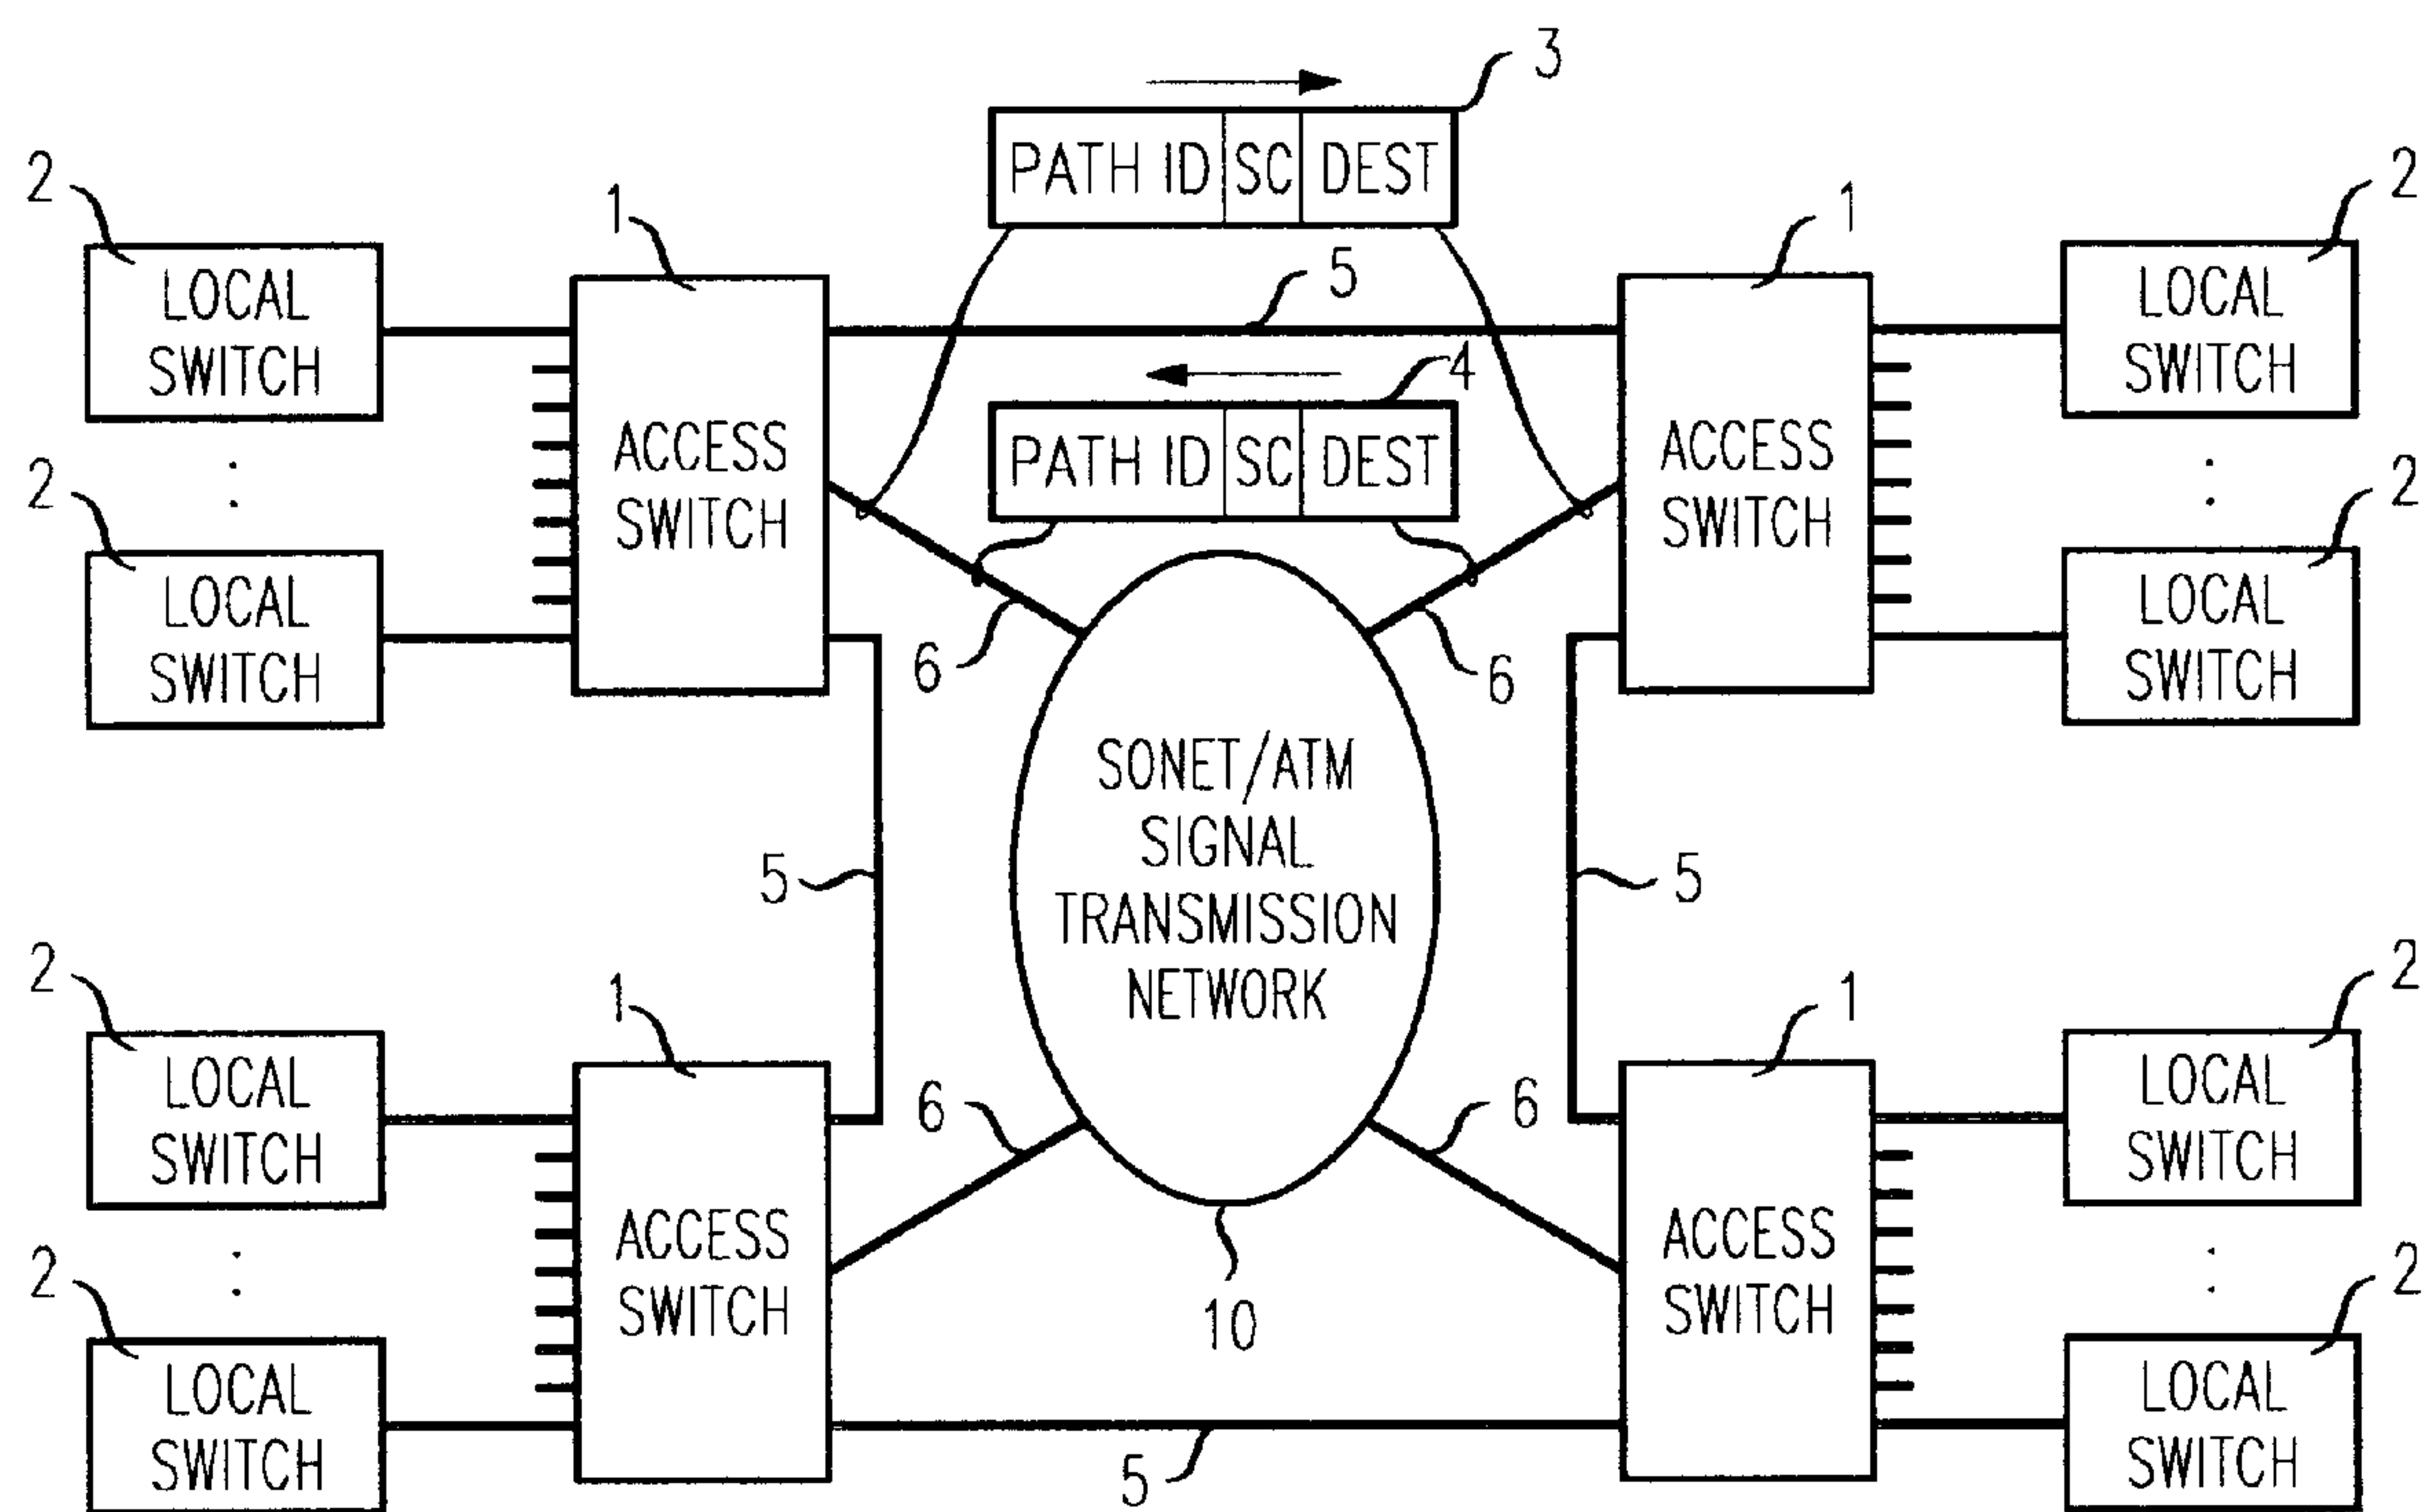 3
PATH ID SC DEST
2
1
1
2
LOCAL
SWITCH
5
LOCAL
SWITCH
4
ACCESS
SWITCH
PATH ID SC DEST
ACCESS
SWITCH
2
2
LOCAL
SWITCH
6
6
LOCAL
SWITCH
SONET/ATM
SIGNAL
TRANSMISSION
NETWORK
5
5
2
1
1
2
LOCAL
SWITCH
6
6
LOCAL
SWITCH
ACCESS
SWITCH
ACCESS
SWITCH
2
10
2
LOCAL
SWITCH
5
LOCAL
SWITCH